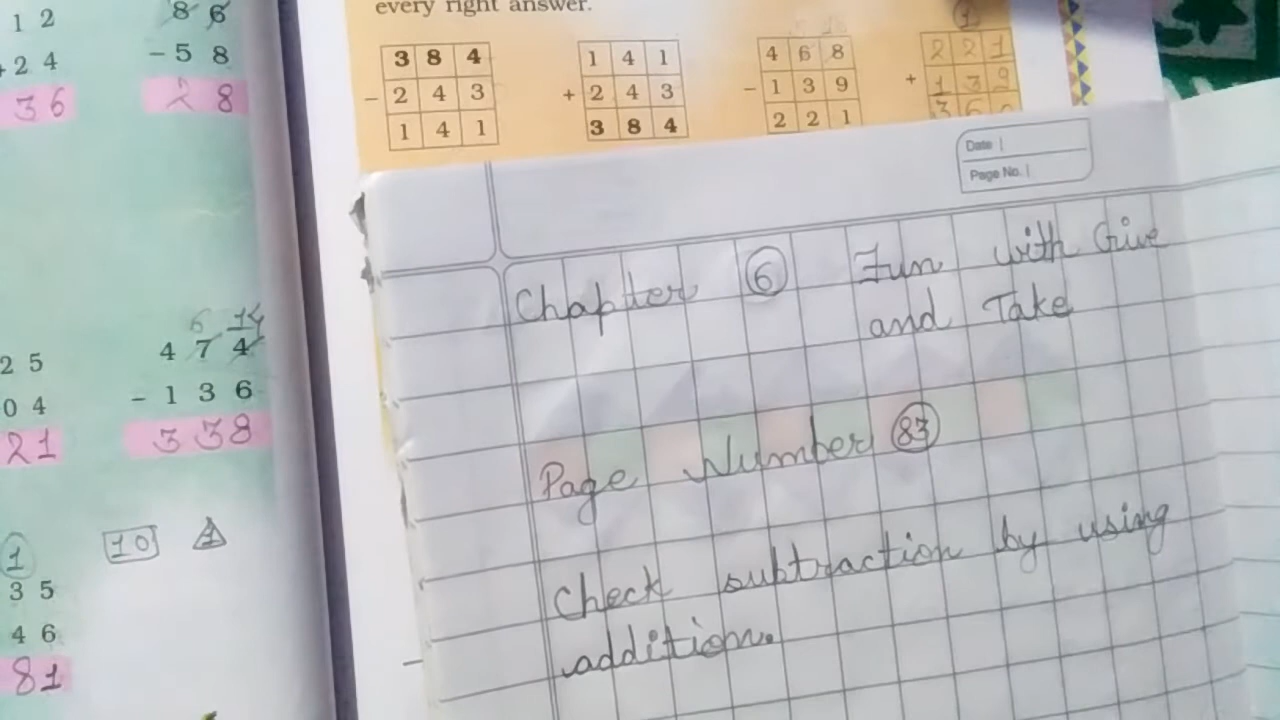 1 2
+ 2 4
3 6
8 6
- 5 8
2 8
2 5
0 4
2 1
6 14
4 7 4
- 1 3 6
3 3 8
1
3 5
4 6
8 1
10 1
every right answer.
3 8 4
- 2 4 3
1 4 1
1 4 1
+ 2 4 3
3 8 4
4 6 8
- 1 3 9
2 2 1
1
2 2 1
+ 1 3 9
3 6
Date |
Page No. |
Chapter 6 Fun with Give
and Take
Page Number 83
Check subtraction by using
addition.